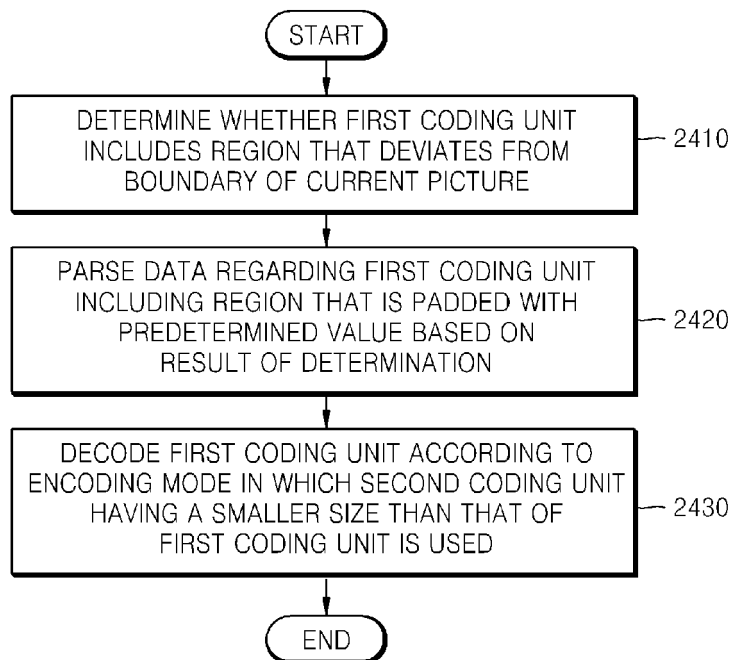 START
DETERMINE WHETHER FIRST CODING UNIT
INCLUDES REGION THAT DEVIATES FROM
BOUNDARY OF CURRENT PICTURE
2410
PARSE DATA REGARDING FIRST CODING UNIT
INCLUDING REGION THAT IS PADDED WITH
PREDETERMINED VALUE BASED ON
RESULT OF DETERMINATION
2420
DECODE FIRST CODING UNIT ACCORDING TO
ENCODING MODE IN WHICH SECOND CODING UNIT
HAVING A SMALLER SIZE THAN THAT OF
FIRST CODING UNIT IS USED
2430
END